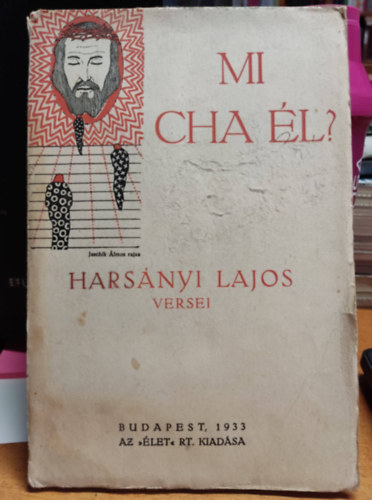 MI
CHA ÉL?
Jaschik Álmos rajza
HARSÁNYI LAJOS
VERSEI
BUDAPEST, 1933
AZ »ÉLET« RT. KIADÁSA